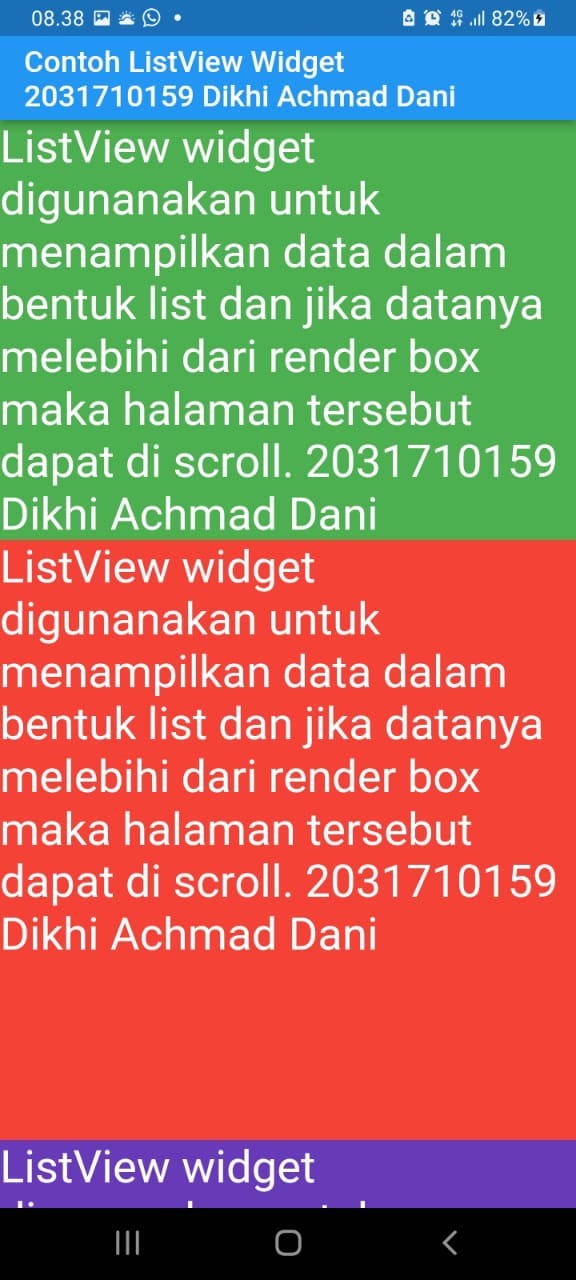 08.38
4G 82%
Contoh ListView Widget
2031710159 Dikhi Achmad Dani
ListView widget
digunanakan untuk
menampilkan data dalam
bentuk list dan jika datanya
melebihi dari render box
maka halaman tersebut
dapat di scroll. 2031710159
Dikhi Achmad Dani
ListView widget
digunanakan untuk
menampilkan data dalam
bentuk list dan jika datanya
melebihi dari render box
maka halaman tersebut
dapat di scroll. 2031710159
Dikhi Achmad Dani
ListView widget